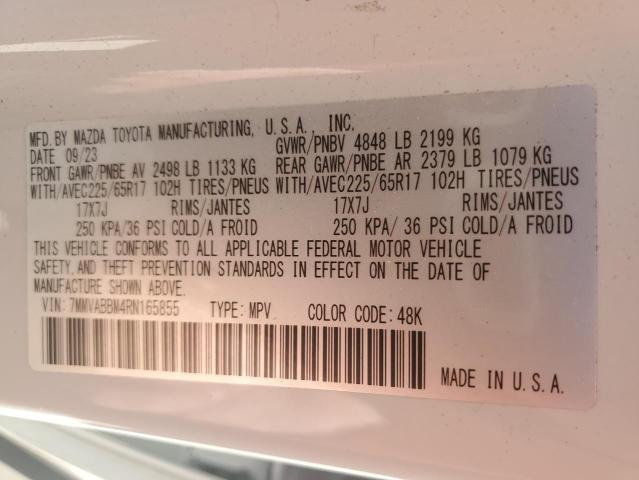 MFD. BY MAZDA TOYOTA MANUFACTURING, U.S.A. INC.
DATE 09/23 GVWR/PNBV 4848 LB 2199 KG
FRONT GAWR/PNBE AV 2498 LB 1133 KG REAR GAWR/PNBE AR 2379 LB 1079 KG
WITH/AVEC225/65R17 102H TIRES/PNEUS WITH/AVEC225/65R17 102H TIRES/PNEUS
17X7J RIMS/JANTES 17X7J RIMS/JANTES
250 KPA/36 PSI COLD/A FROID 250 KPA/ 36 PSI COLD/A FROID
THIS VEHICLE CONFORMS TO ALL APPLICABLE FEDERAL MOTOR VEHICLE
SAFETY, AND THEFT PREVENTION STANDARDS IN EFFECT ON THE DATE OF
MANUFACTURE SHOWN ABOVE.
VIN: 7MMVABBM4RN165855 TYPE: MPV COLOR CODE: 48K
MADE IN U.S.A.